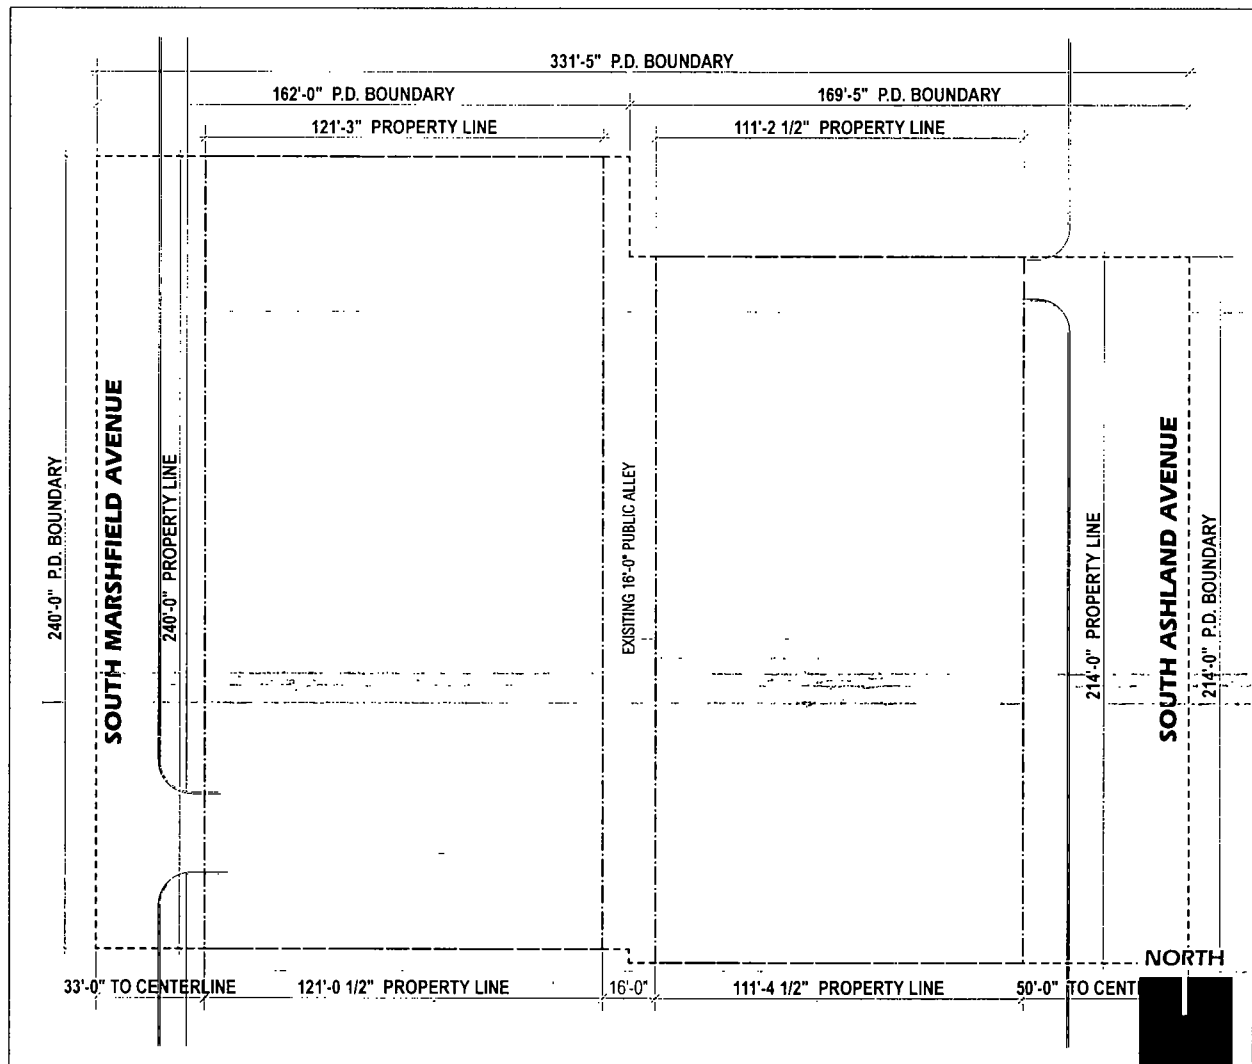 331'-5" P.D. BOUNDARY
162'-0" P.D. BOUNDARY
169'-5" P.D. BOUNDARY
121'-3" PROPERTY LINE
111'-2 1/2" PROPERTY LINE
240'-0" P.D. BOUNDARY
SOUTH MARSHFIELD AVENUE
240'-0" PROPERTY LINE
EXISITING 16'-0" PUBLIC ALLEY
214'-0" PROPERTY LINE
SOUTH ASHLAND AVENUE
214'-0" P.D. BOUNDARY
NORTH
33'-0" TO CENTERLINE
121'-0 1/2" PROPERTY LINE
16'-0"
111'-4 1/2" PROPERTY LINE
50'-0" TO CENT